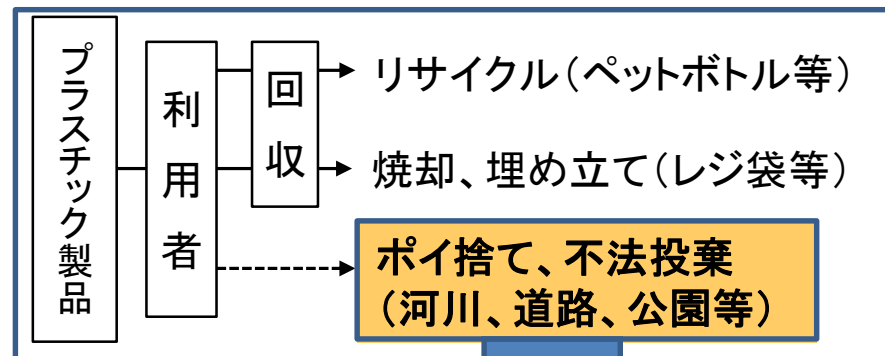 プラスチック製品
利用者
回収
リサイクル（ペットボトル等）
焼却、埋め立て（レジ袋等）
ポイ捨て、不法投棄
（河川、道路、公園等）